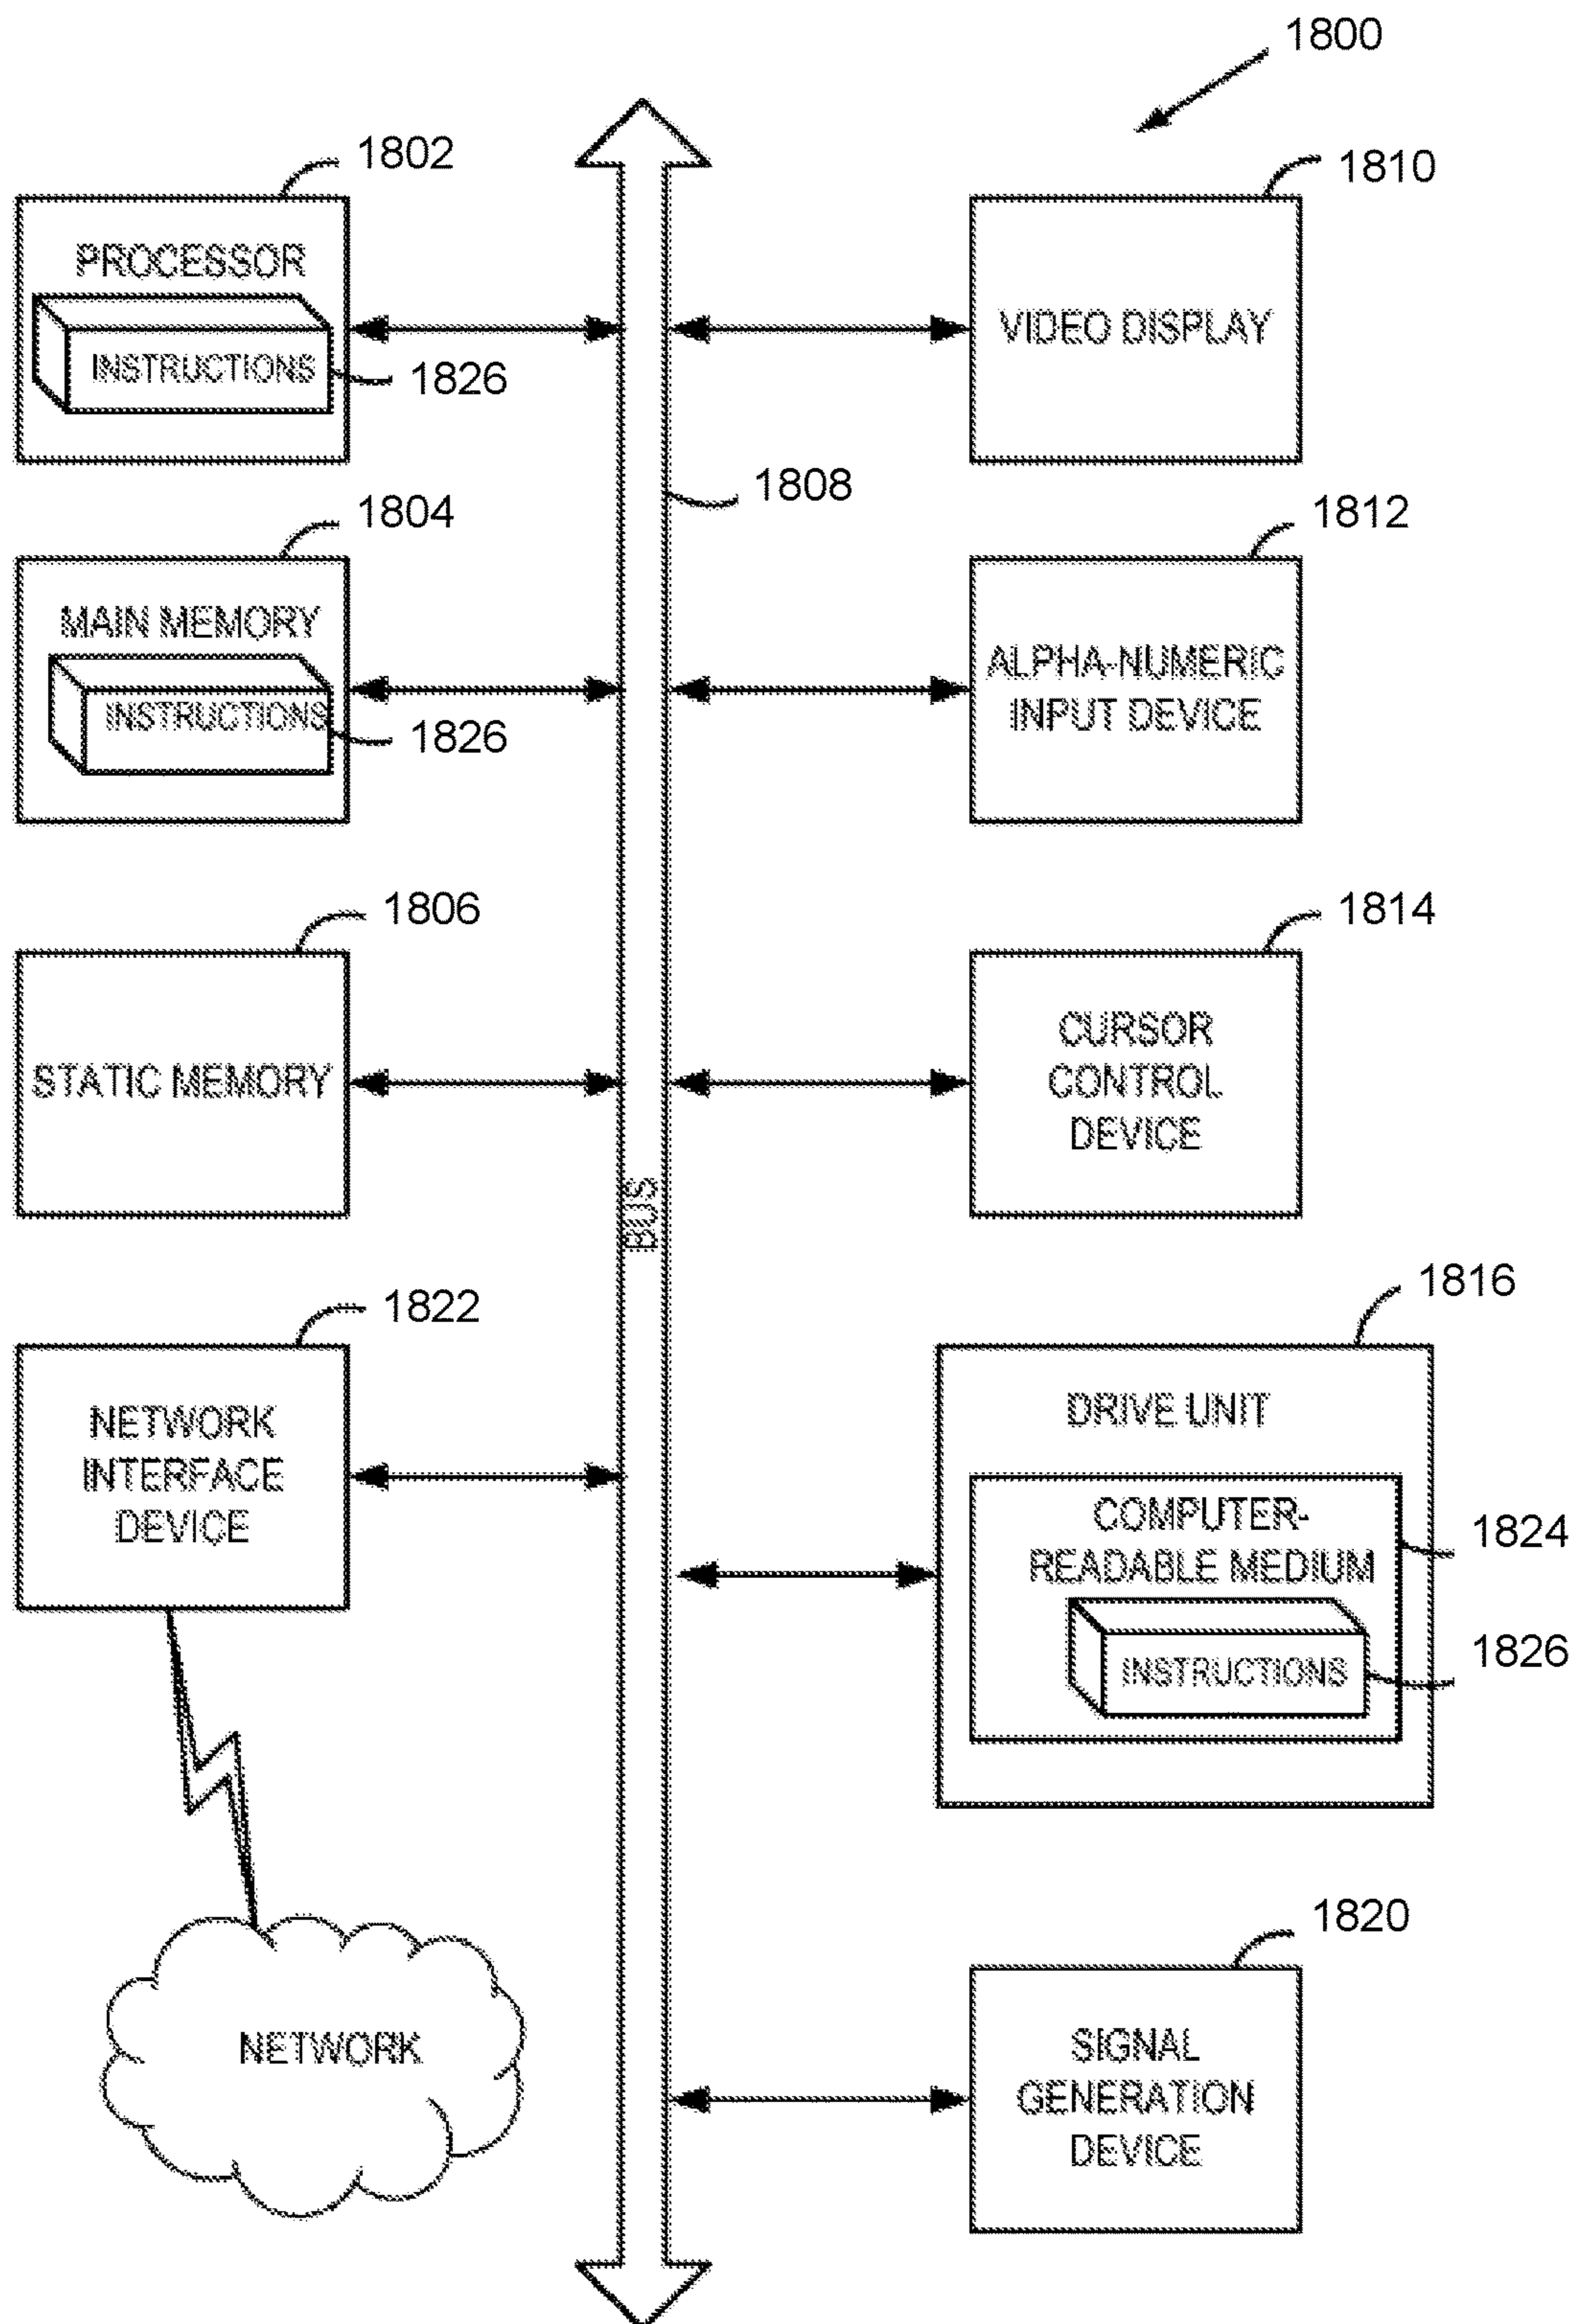 1800
1802
PROCESSOR
INSTRUCTIONS
1826
1804
MAIN MEMORY
INSTRUCTIONS
1826
1806
STATIC MEMORY
1822
NETWORK
INTERFACE
DEVICE
NETWORK
1808
BUS
1810
VIDEO DISPLAY
1812
ALPHA-NUMERIC
INPUT DEVICE
1814
CURSOR
CONTROL
DEVICE
1816
DRIVE UNIT
COMPUTER-
READABLE MEDIUM
1824
INSTRUCTIONS
1826
1820
SIGNAL
GENERATION
DEVICE